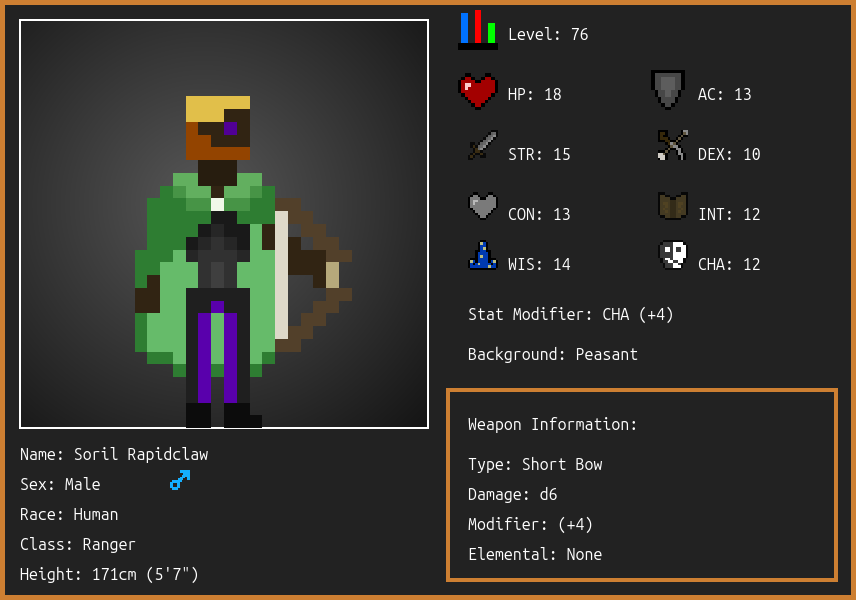 Level: 76
HP: 18
AC: 13
STR: 15
DEX: 10
CON: 13
INT: 12
WIS: 14
CHA: 12
Stat Modifier: CHA (+4)
Background: Peasant
Weapon Information:
Type: Short Bow
Damage: d6
Modifier: (+4)
Elemental: None
Name: Soril Rapidclaw
Sex: Male
Race: Human
Class: Ranger
Height: 171cm (5'7")